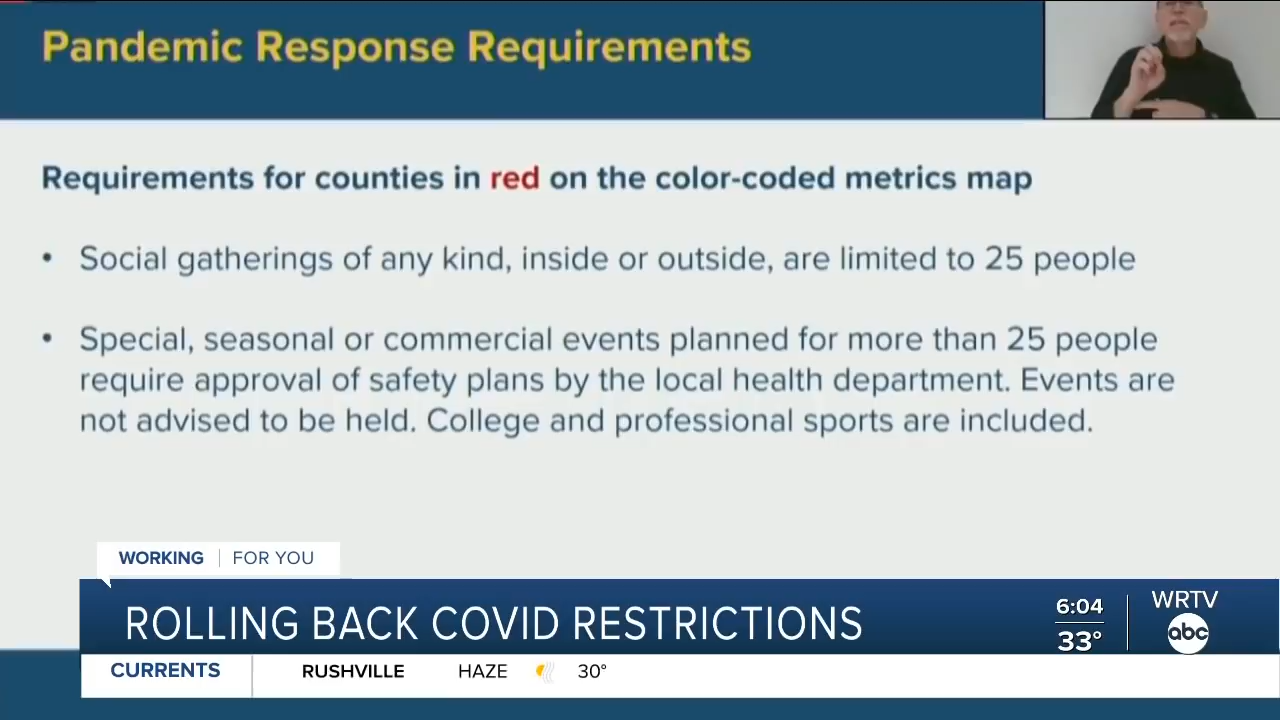 Pandemic Response Requirements
Requirements for counties in red on the color-coded metrics map
• Social gatherings of any kind, inside or outside, are limited to 25 people
• Special, seasonal or commercial events planned for more than 25 people
require approval of safety plans by the local health department. Events are
not advised to be held. College and professional sports are included.
WORKING FOR YOU
ROLLING BACK COVID RESTRICTIONS
6:04
33°
WRTV
abc
CURRENTS RUSHVILLE HAZE 30°